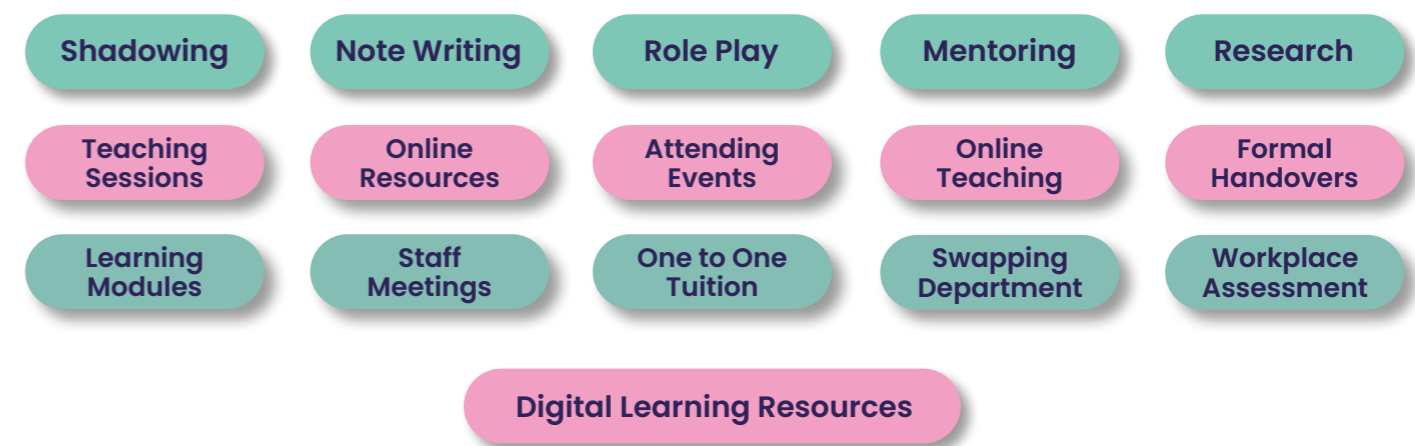 Shadowing
Note Writing
Role Play
Mentoring
Research
Teaching
Sessions
Online
Resources
Attending
Events
Online
Teaching
Formal
Handovers
Learning
Modules
Staff
Meetings
One to One
Tuition
Swapping
Department
Workplace
Assessment
Digital Learning Resources